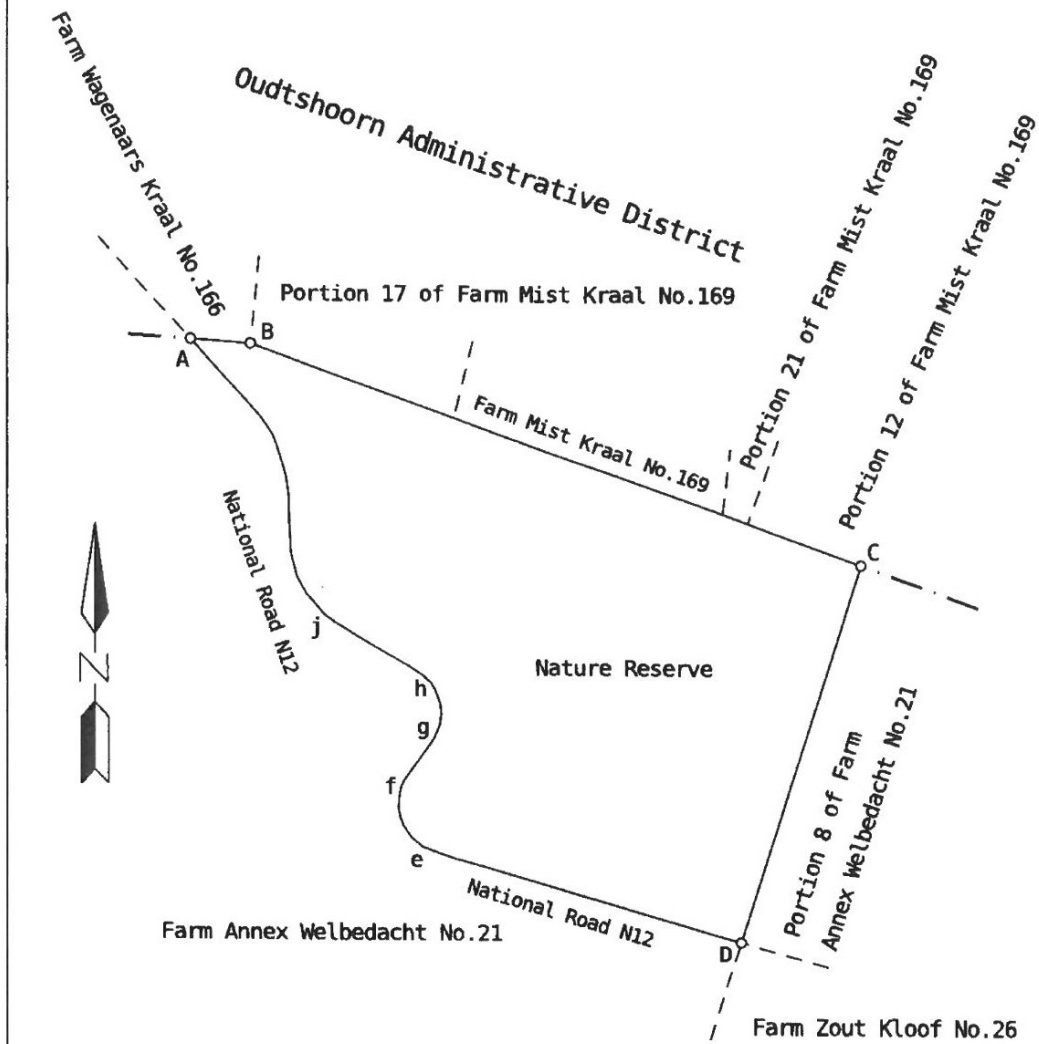 Farm Wagenaars Kraal No.166
Oudtshoorn Administrative District
Portion 21 of Farm Mist Kraal No.169
Portion 12 of Farm Mist Kraal No.169
Portion 17 of Farm Mist Kraal No.169
A
B
Farm Mist Kraal No.169
C
National Road N12
N
j
h
g
f
e
Nature Reserve
Portion 8 of Farm
Annex Welbedacht No.21
National Road N12
Farm Annex Welbedacht No.21
D
Farm Zout Kloof No.26